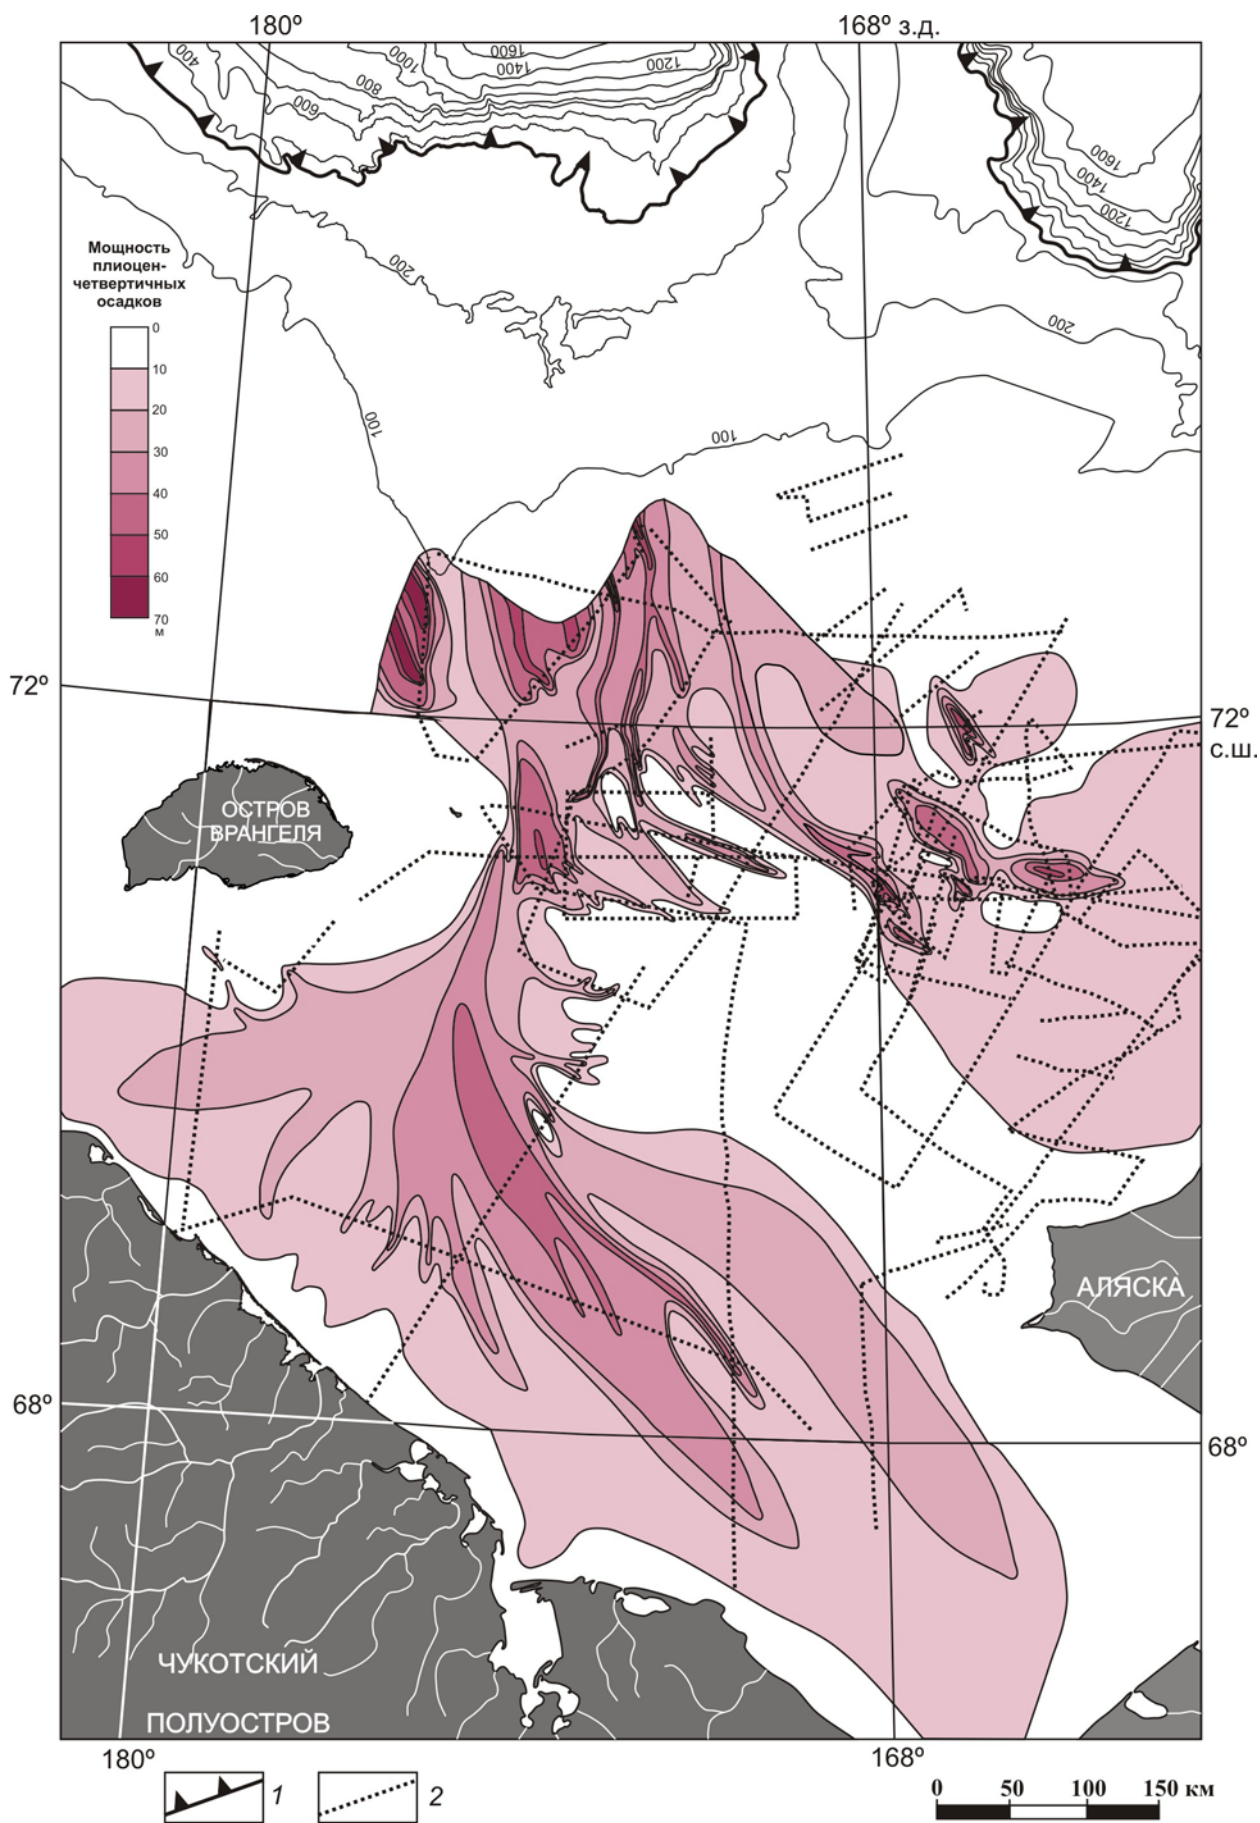 180º
168º з.д.
400
1000
800
600
1600
1400
1200
1600
1400
1200
200
200
Мощность
плиоцен-
четвертичных
осадков
0
10
20
30
40
50
60
70
м
100
100
72º
72º
с.ш.
ОСТРОВ
ВРАНГЕЛЯ
АЛЯСКА
68º
68º
ЧУКОТСКИЙ
ПОЛУОСТРОВ
180º
168º
1
2
0 50 100 150 км